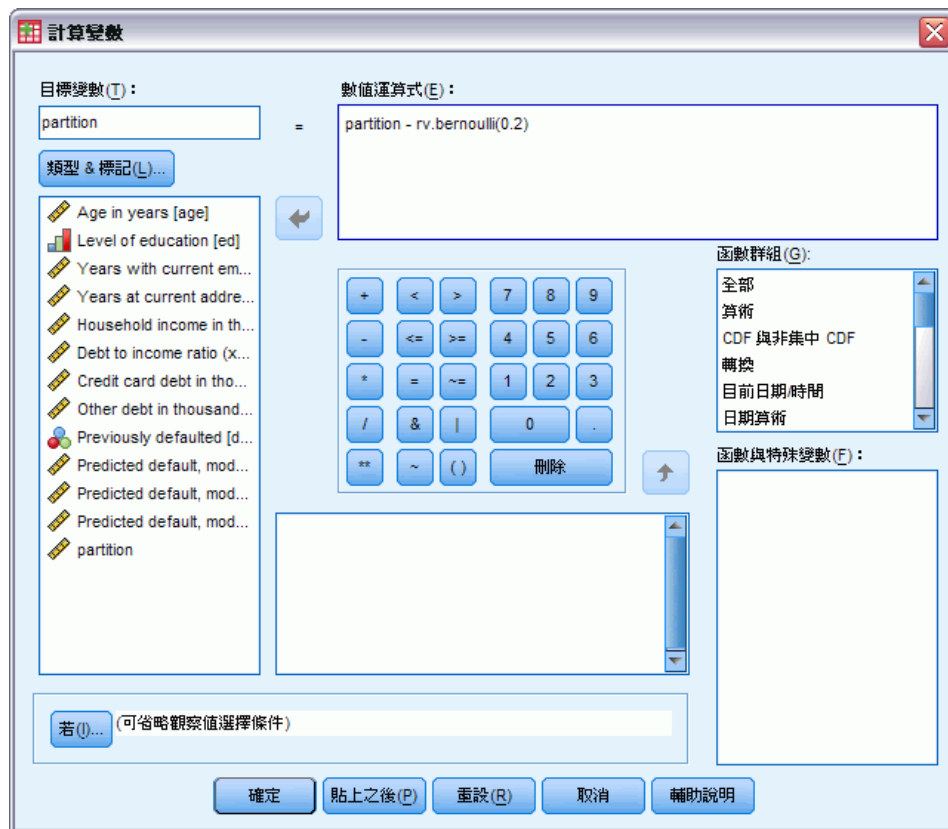 計算變數
目標變數(T)：
partition
=
數值運算式(E)：
partition - rv.bernoulli(0.2)
類型 & 標記(L)...
Age in years [age]
Level of education [ed]
Years with current em...
Years at current addre...
Household income in th...
Debt to income ratio (x...
Credit card debt in tho...
Other debt in thousand...
Previously defaulted [d...
Predicted default, mod...
Predicted default, mod...
Predicted default, mod...
partition
+ < > 7 8 9
- <= >= 4 5 6
* = ~= 1 2 3
/ & | 0 .
** ~ ( ) 刪除
函數群組(G):
全部
算術
CDF 與非集中 CDF
轉換
目前日期/時間
日期算術
函數與特殊變數(F)：
若(I)... (可省略觀察值選擇條件)
確定 貼上之後(P) 重設(R) 取消 輔助說明